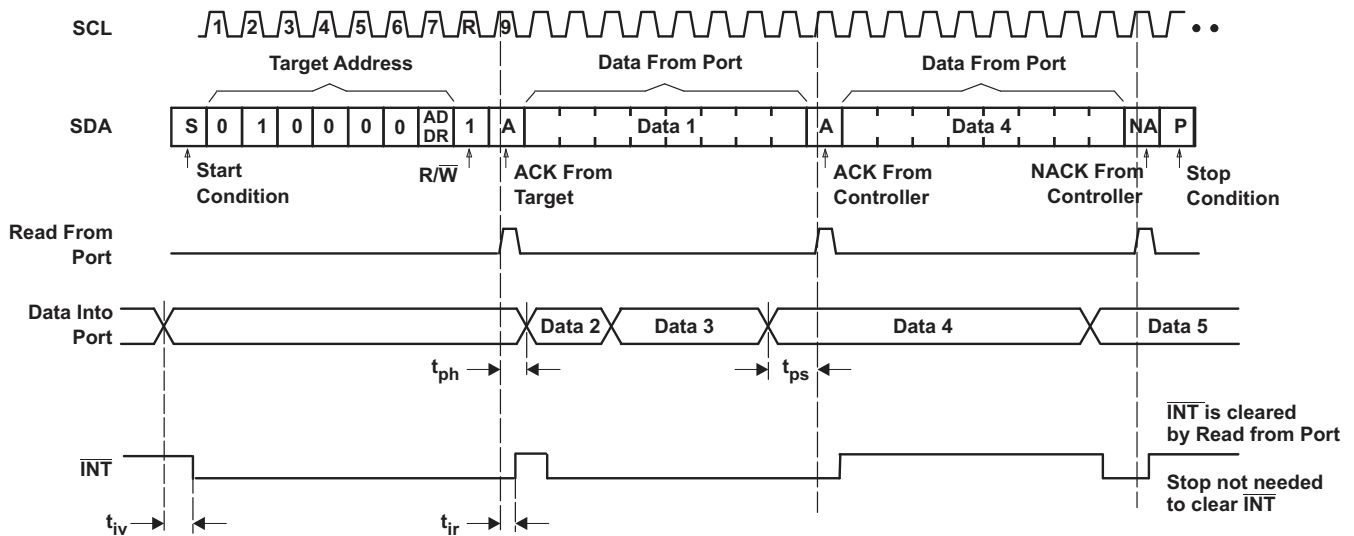 SCL 1 2 3 4 5 6 7 R 9
Target Address Data From Port Data From Port
SDA S 0 1 0 0 0 0 AD DR 1 A Data 1 A Data 4 NA P
Start Condition
R/W̅
ACK From Target
ACK From Controller
NACK From Controller
Stop Condition
Read From Port
Data Into Port Data 2 Data 3 Data 4 Data 5
tph tps
I̅N̅T̅ is cleared
by Read from Port
I̅N̅T̅
Stop not needed
to clear I̅N̅T̅
tiv tir